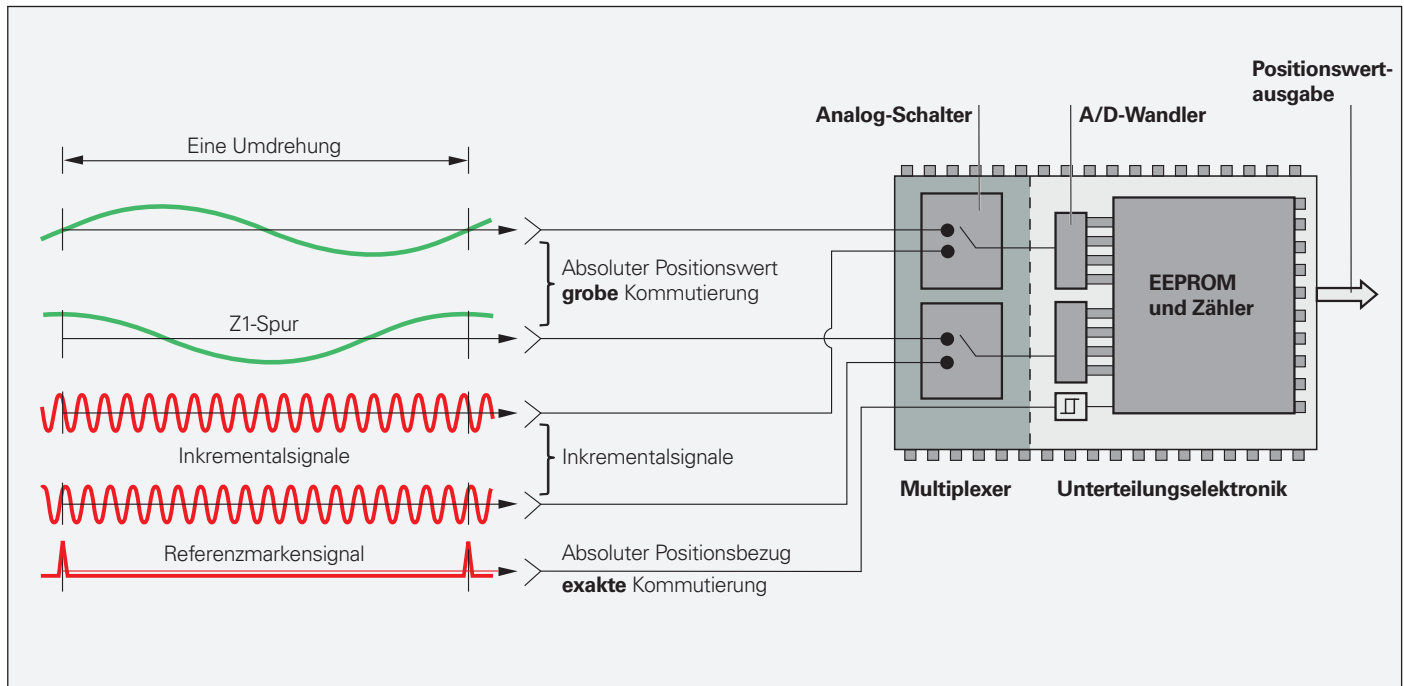 Positionswert-
ausgabe
Analog-Schalter
A/D-Wandler
Eine Umdrehung
Absoluter Positionswert
grobe Kommutierung
EEPROM
und Zähler
Z1-Spur
Inkrementalsignale
Inkrementalsignale
Multiplexer
Unterteilungselektronik
Referenzmarkensignal
Absoluter Positionsbezug
exakte Kommutierung